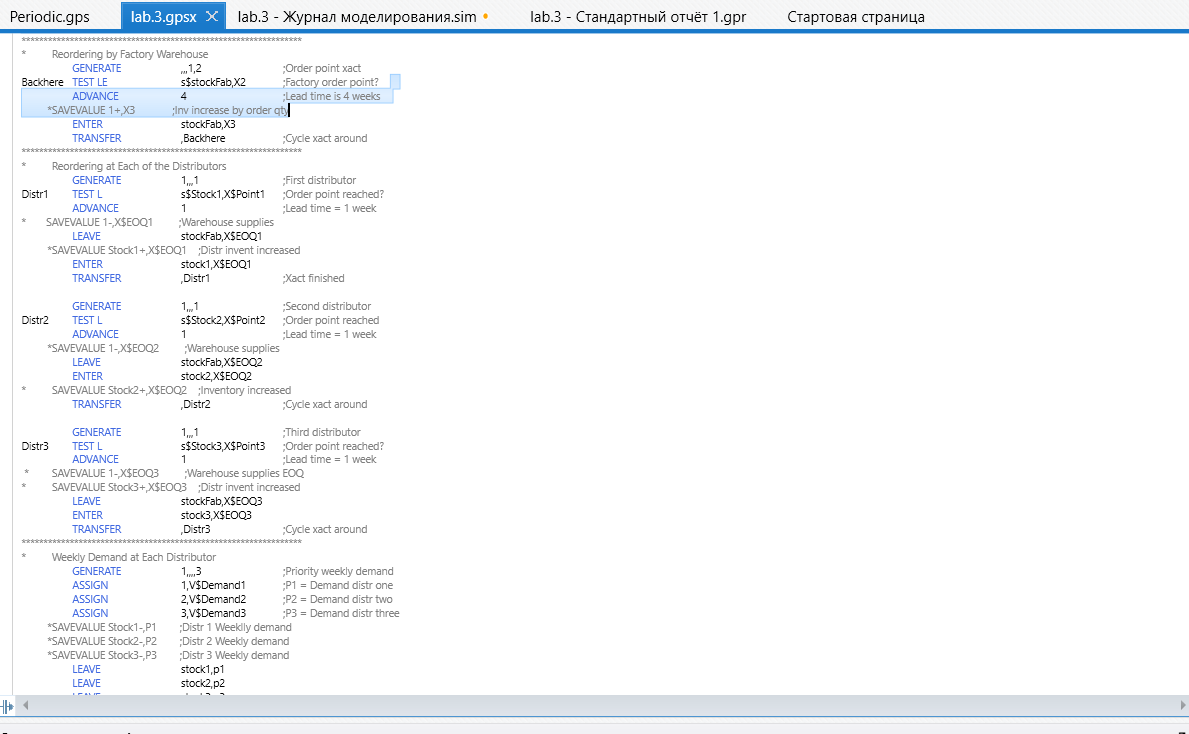 Periodic.gps lab.3.gpsx lab.3 - Журнал моделирования.sim lab.3 - Стандартный отчёт 1.gpr Стартовая страница
****************************************************************
* Reordering by Factory Warehouse
GENERATE ,,,1,2 ;Order point xact
Backhere TEST LE s$stockFab,X2 ;Factory order point?
ADVANCE 4 ;Lead time is 4 weeks
*SAVEVALUE 1+,X3 ;Inv increase by order qty
ENTER stockFab,X3
TRANSFER ,Backhere ;Cycle xact around
****************************************************************
* Reordering at Each of the Distributors
GENERATE 1,,,1 ;First distributor
Distr1 TEST L s$Stock1,X$Point1 ;Order point reached?
ADVANCE 1 ;Lead time = 1 week
* SAVEVALUE 1-,X$EOQ1 ;Warehouse supplies
LEAVE stockFab,X$EOQ1
*SAVEVALUE Stock1+,X$EOQ1 ;Distr invent increased
ENTER stock1,X$EOQ1
TRANSFER ,Distr1 ;Xact finished
GENERATE 1,,,1 ;Second distributor
Distr2 TEST L s$Stock2,X$Point2 ;Order point reached
ADVANCE 1 ;Lead time = 1 week
*SAVEVALUE 1-,X$EOQ2 ;Warehouse supplies
LEAVE stockFab,X$EOQ2
ENTER stock2,X$EOQ2
* SAVEVALUE Stock2+,X$EOQ2 ;Inventory increased
TRANSFER ,Distr2 ;Cycle xact around
GENERATE 1,,,1 ;Third distributor
Distr3 TEST L s$Stock3,X$Point3 ;Order point reached?
ADVANCE 1 ;Lead time = 1 week
* SAVEVALUE 1-,X$EOQ3 ;Warehouse supplies EOQ
* SAVEVALUE Stock3+,X$EOQ3 ;Distr invent increased
LEAVE stockFab,X$EOQ3
ENTER stock3,X$EOQ3
TRANSFER ,Distr3 ;Cycle xact around
****************************************************************
* Weekly Demand at Each Distributor
GENERATE 1,,,,3 ;Priority weekly demand
ASSIGN 1,V$Demand1 ;P1 = Demand distr one
ASSIGN 2,V$Demand2 ;P2 = Demand distr two
ASSIGN 3,V$Demand3 ;P3 = Demand distr three
*SAVEVALUE Stock1-,P1 ;Distr 1 Weeklly demand
*SAVEVALUE Stock2-,P2 ;Distr 2 Weekly demand
*SAVEVALUE Stock3-,P3 ;Distr 3 Weekly demand
LEAVE stock1,p1
LEAVE stock2,p2